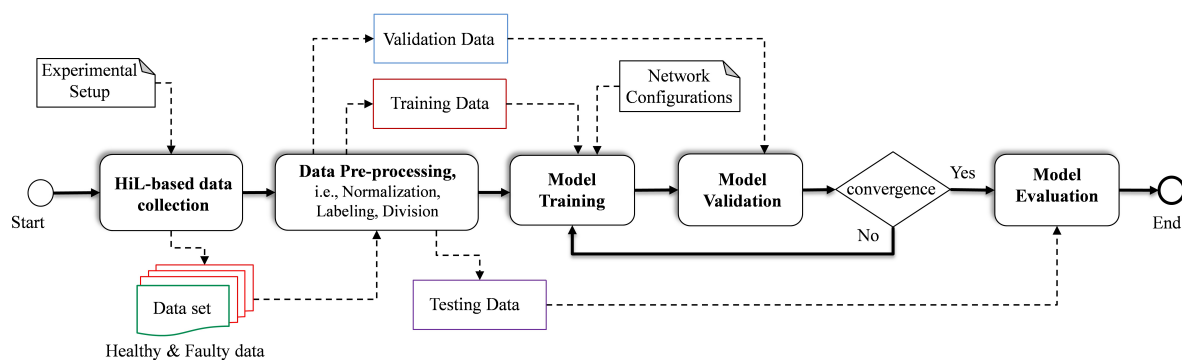 Validation Data
Experimental
Setup
Training Data
Network
Configurations
Start
HiL-based data
collection
Data Pre-processing,
i.e., Normalization,
Labeling, Division
Model
Training
Model
Validation
convergence
Yes
No
Model
Evaluation
End
Data set
Healthy & Faulty data
Testing Data